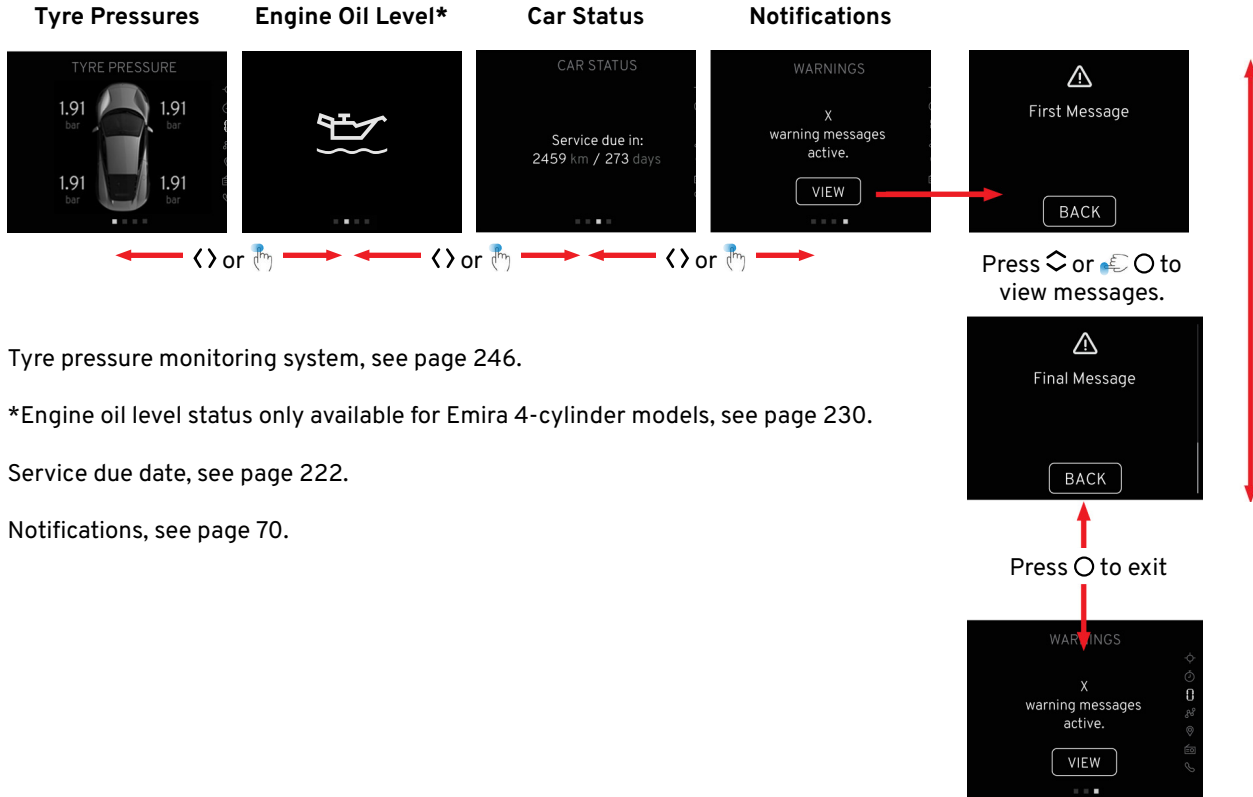 Tyre Pressures
Engine Oil Level*
Car Status
Notifications
TYRE PRESSURE
1.91
bar
1.91
bar
1.91
bar
1.91
bar
CAR STATUS
Service due in:
2459 km / 273 days
WARNINGS
X
warning messages
active.
VIEW
First Message
BACK
or
or
or
Press or to
view messages.
Final Message
BACK
Press to exit
WARNINGS
X
warning messages
active.
VIEW
Tyre pressure monitoring system, see page 246.
*Engine oil level status only available for Emira 4-cylinder models, see page 230.
Service due date, see page 222.
Notifications, see page 70.